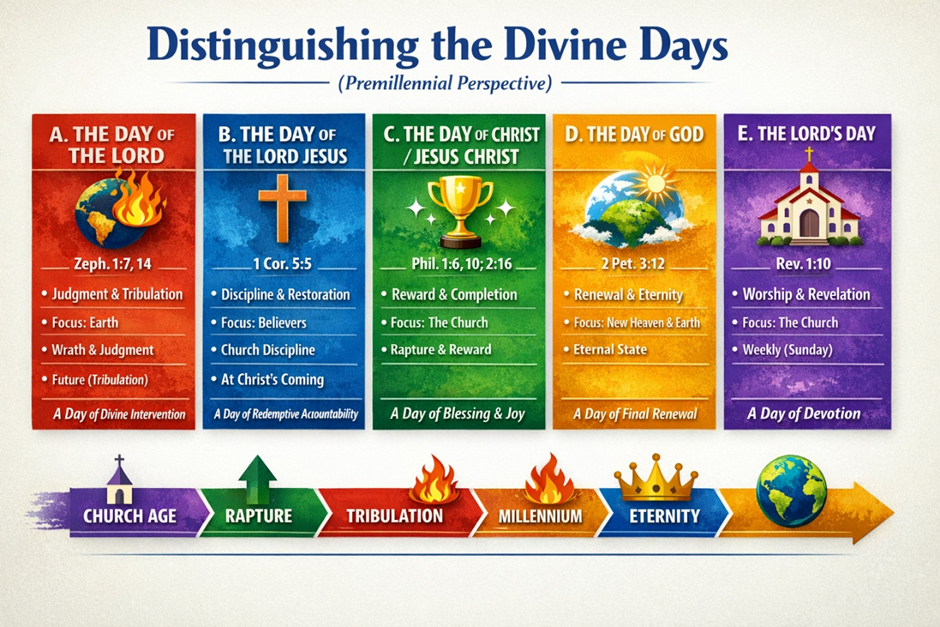 Distinguishing the Divine Days
(Premillennial Perspective)
A. THE DAY OF
THE LORD
Zeph. 1:7, 14
• Judgment & Tribulation
• Focus: Earth
• Wrath & Judgment
• Future (Tribulation)
A Day of Divine Intervention
B. THE DAY OF
THE LORD JESUS
1 Cor. 5:5
• Discipline & Restoration
• Focus: Believers
• Church Discipline
• At Christ's Coming
A Day of Redemptive Accountability
C. THE DAY OF CHRIST
/ JESUS CHRIST
Phil. 1:6, 10; 2:16
• Reward & Completion
• Focus: The Church
• Rapture & Reward
A Day of Blessing & Joy
D. THE DAY OF GOD
2 Pet. 3:12
• Renewal & Eternity
• Focus: New Heaven & Earth
• Eternal State
A Day of Final Renewal
E. THE LORD'S DAY
Rev. 1:10
• Worship & Revelation
• Focus: The Church
• Weekly (Sunday)
A Day of Devotion
CHURCH AGE
RAPTURE
TRIBULATION
MILLENNIUM
ETERNITY